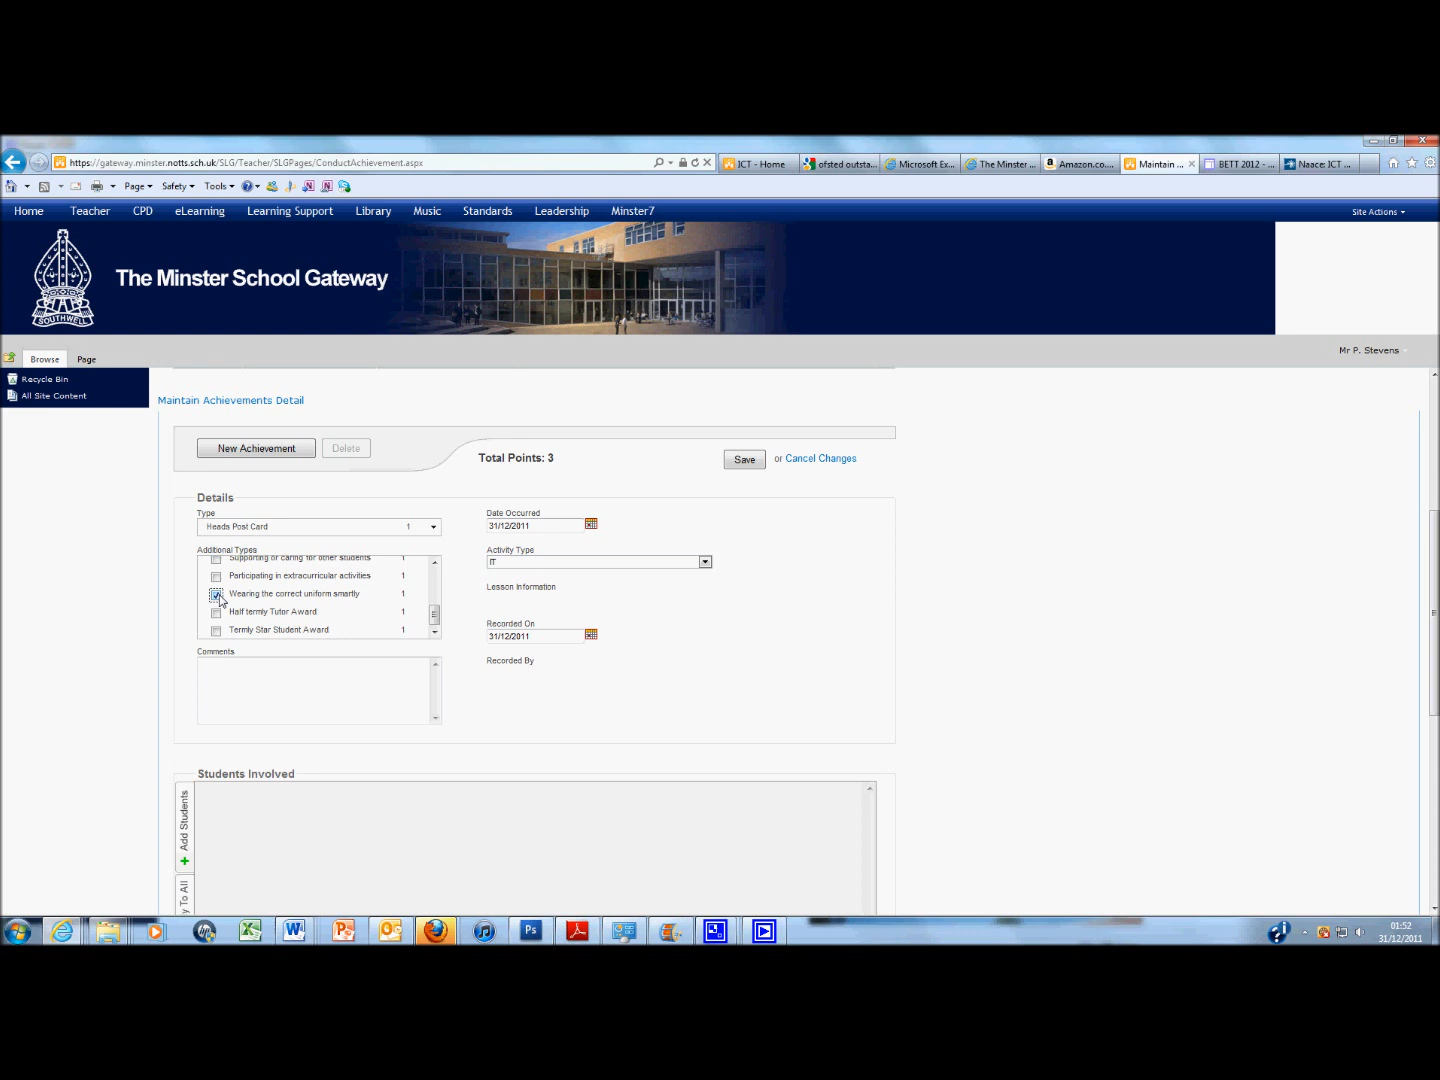 https://gateway.minster.notts.sch.uk/SLG/Teacher/SLGPages/ConductAchievement.aspx
ICT - Home
ofsted outsta...
Microsoft Ex...
The Minster ...
Amazon.co....
Maintain ...
BETT 2012 - ...
Naace: ICT ...
Page
Safety
Tools
Home
Teacher
CPD
eLearning
Learning Support
Library
Music
Standards
Leadership
Minster7
Site Actions
SOUTHWELL
The Minster School Gateway
Browse
Page
Mr P. Stevens
Recycle Bin
All Site Content
Maintain Achievements Detail
New Achievement
Delete
Total Points: 3
Save
or Cancel Changes
Details
Type
Heads Post Card 1
Additional Types
Supporting or caring for other students 1
Participating in extracurricular activities 1
Wearing the correct uniform smartly 1
Half termly Tutor Award 1
Termly Star Student Award 1
Comments
Date Occurred
31/12/2011
Activity Type
IT
Lesson Information
Recorded On
31/12/2011
Recorded By
Students Involved
Add Students
y To All
Ps
01:52
31/12/2011